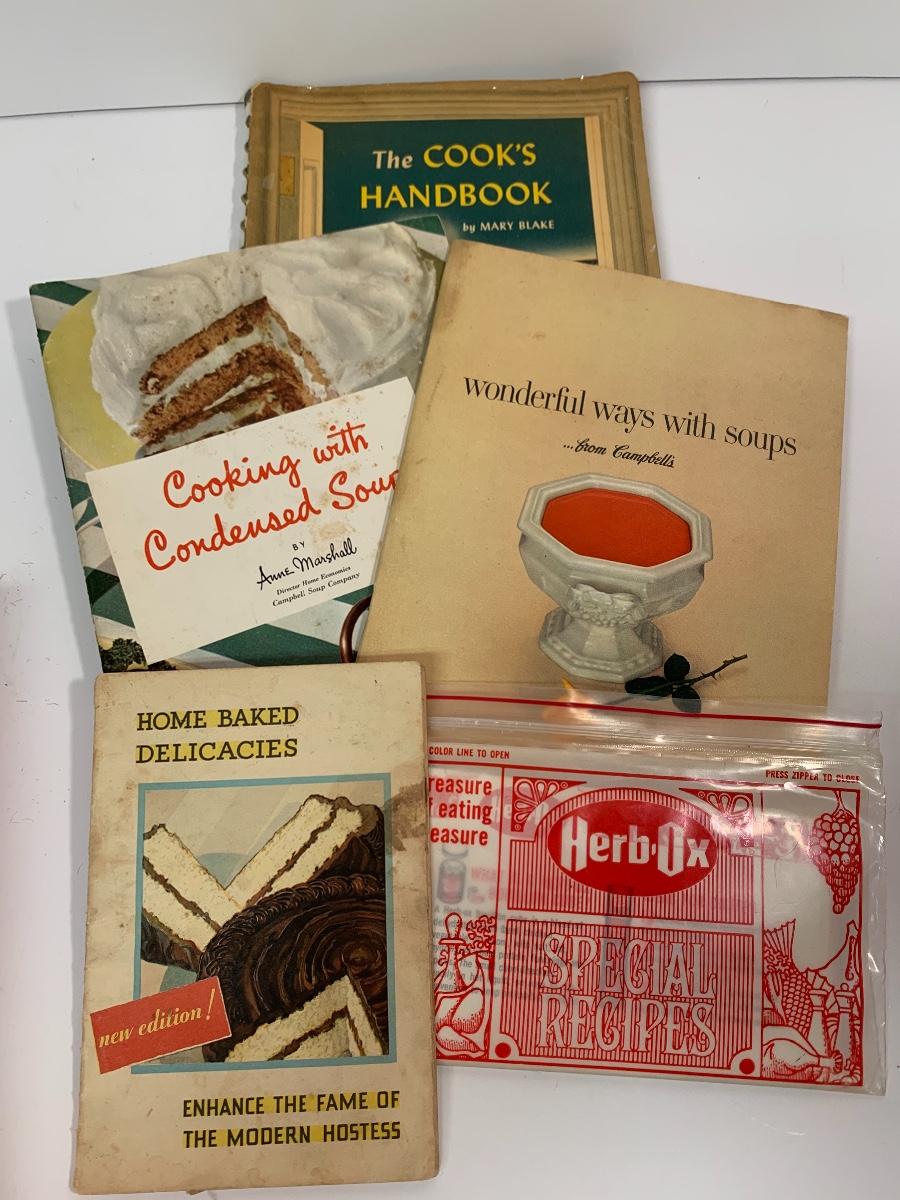 The COOK'S
HANDBOOK
by MARY BLAKE
Cooking with
Condensed Soup
BY
Anne Marshall
Director Home Economics
Campbell Soup Company
wonderful ways with soups
...from Campbell's
HOME BAKED
DELICACIES
new edition!
ENHANCE THE FAME OF
THE MODERN HOSTESS
COLOR LINE TO OPEN
PRESS ZIPPER TO CLOSE
reasure
f eating
easure
Herb-Ox
SPECIAL
RECIPES